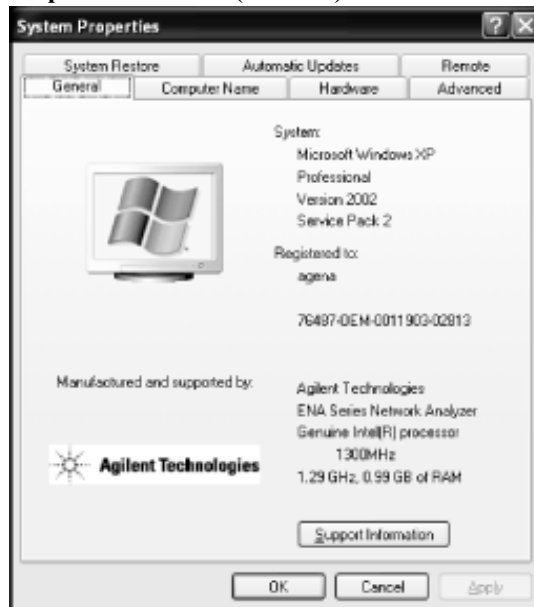 System Properties
System Restore Automatic Updates Remote
General Computer Name Hardware Advanced
System:
Microsoft Windows XP
Professional
Version 2002
Service Pack 2
Registered to:
agena
76487-OEM-0011903-02813
Manufactured and supported by:
Agilent Technologies
ENA Series Network Analyzer
Genuine Intel(R) processor
1300MHz
Agilent Technologies
1.29 GHz, 0.99 GB of RAM
Support Information
OK Cancel Apply